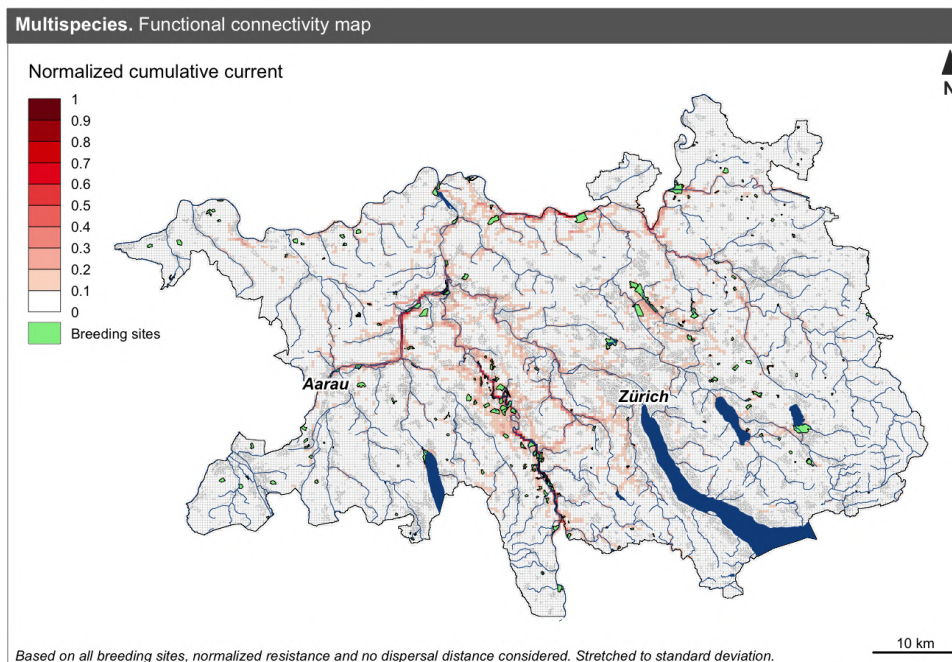 Multispecies. Functional connectivity map
Normalized cumulative current
1
0.9
0.8
0.7
0.6
0.5
0.4
0.3
0.2
0.1
0
Breeding sites
N
Aarau
Zürich
10 km
Based on all breeding sites, normalized resistance and no dispersal distance considered. Stretched to standard deviation.